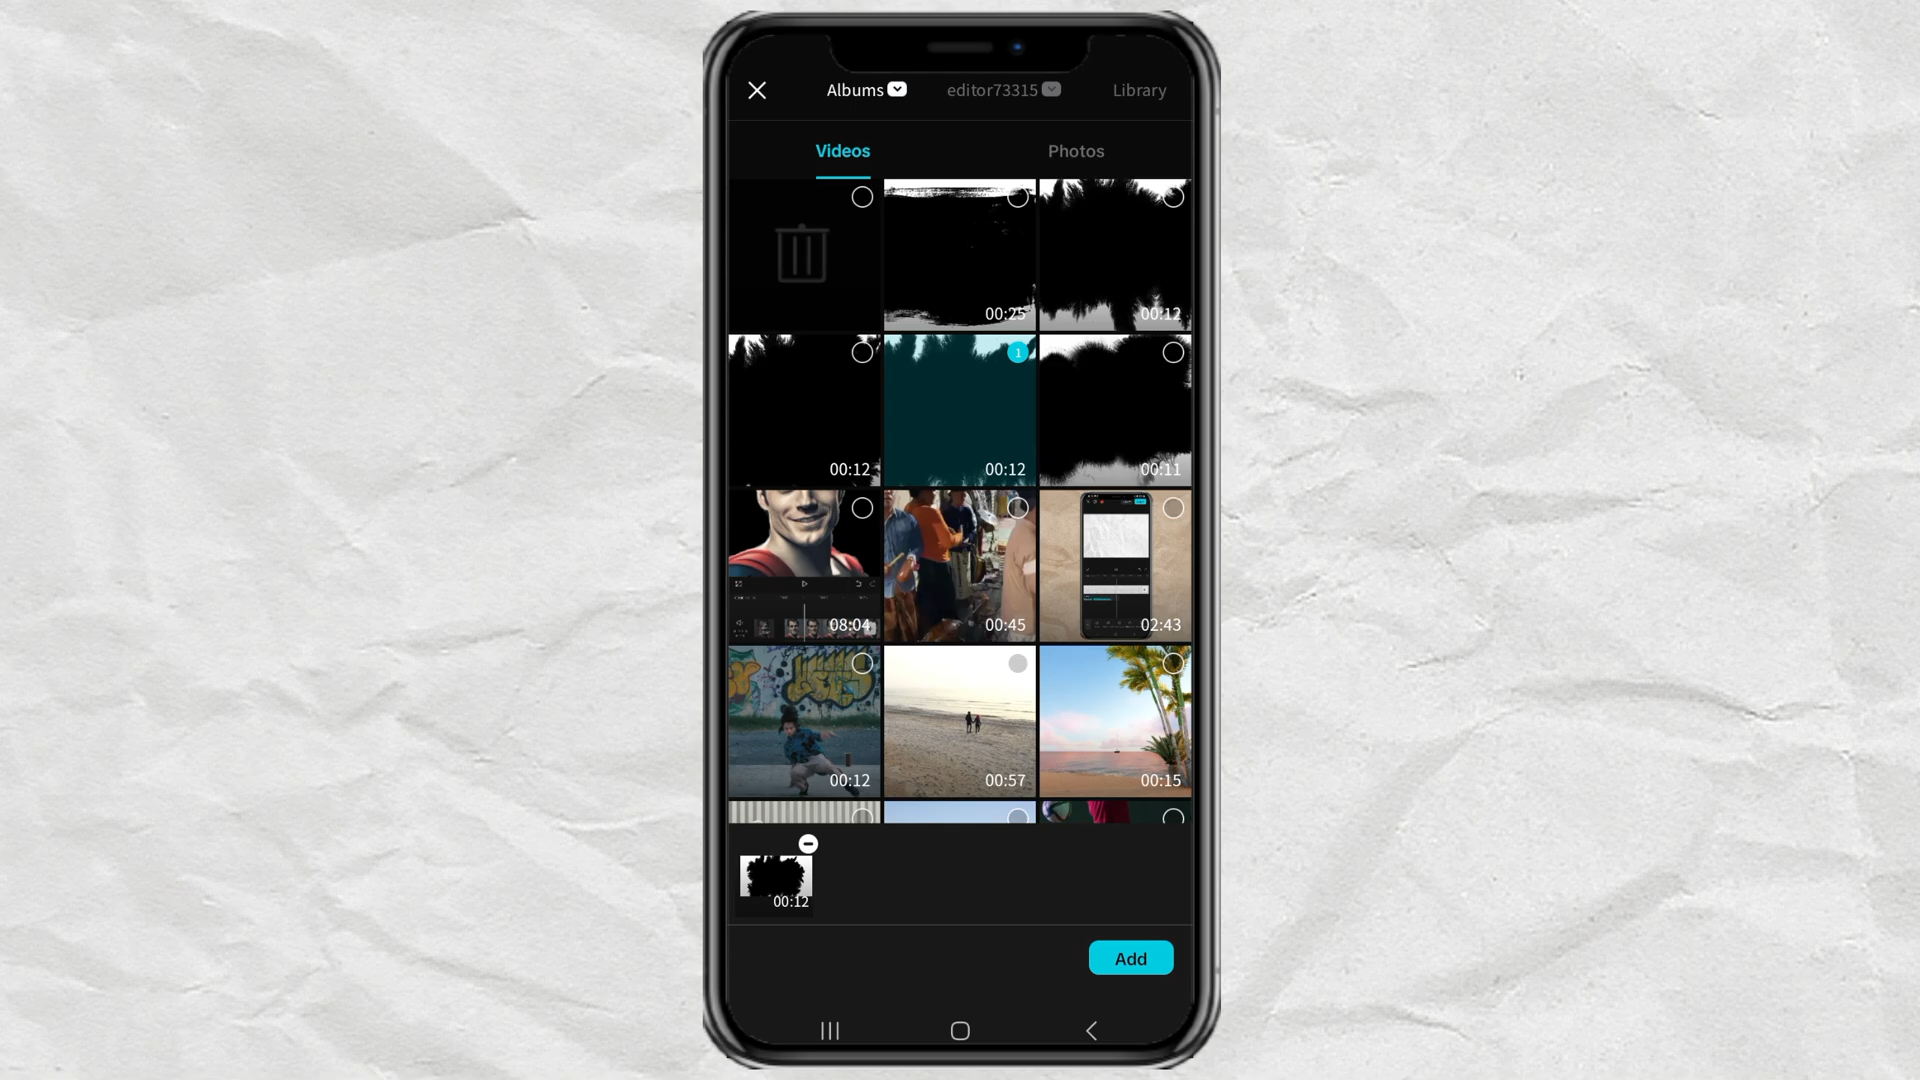 Albums editor73315 Library
Videos Photos
00:25 00:12
00:12 1 00:12 00:11
08:04 00:45 02:43
00:12 00:57 00:15
00:12
Add